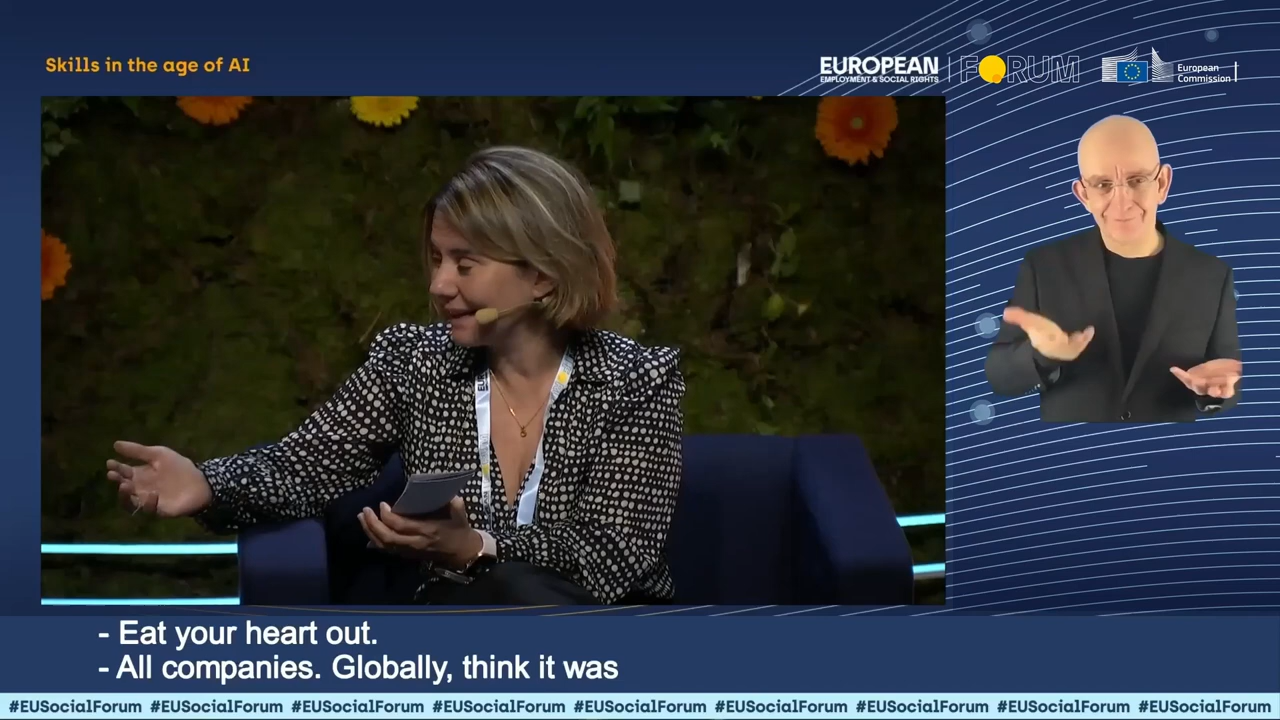 Skills in the age of AI
EUROPEAN
EMPLOYMENT & SOCIAL RIGHTS
FORUM
European
Commission
- Eat your heart out.
- All companies. Globally, think it was
#EUSocialForum #EUSocialForum #EUSocialForum #EUSocialForum #EUSocialForum #EUSocialForum #EUSocialForum #EUSocialForum #EUSocialForum